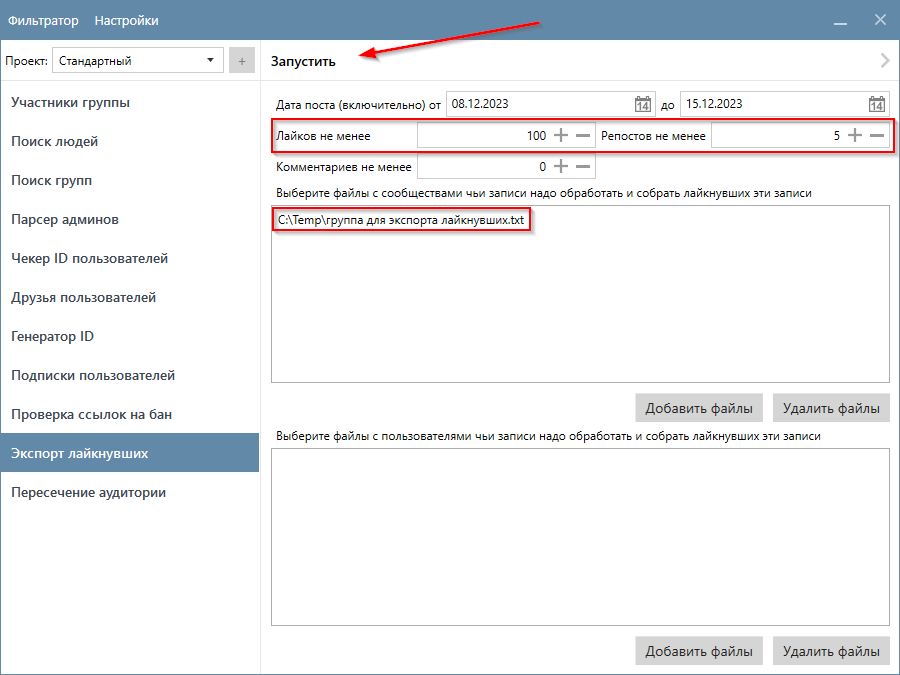 Фильтратор Настройки
Проект: Стандартный + Запустить
Участники группы
Поиск людей
Поиск групп
Парсер админов
Чекер ID пользователей
Друзья пользователей
Генератор ID
Подписки пользователей
Проверка ссылок на бан
Экспорт лайкнувших
Пересечение аудитории
Дата поста (включительно) от 08.12.2023 14 до 15.12.2023 14
Лайков не менее 100 Репостов не менее 5
Комментариев не менее 0
Выберите файлы с сообществами чьи записи надо обработать и собрать лайкнувших эти записи
C:\Temp\группа для экспорта лайкнувших.txt
Добавить файлы Удалить файлы
Выберите файлы с пользователями чьи записи надо обработать и собрать лайкнувших эти записи
Добавить файлы Удалить файлы